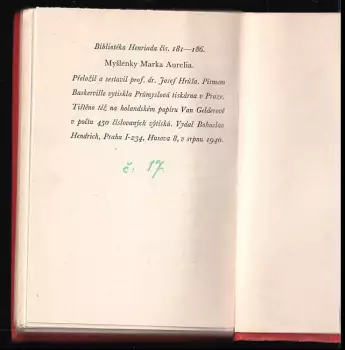 Bibliotéka Henrioda čís. 181—186.
Myšlenky Marka Aurelia.
Přeložil a sestavil prof. dr. Josef Hrůša. Písmem
Baskerville vytiskla Průmyslová tiskárna v Praze.
Tištěno též na holandském papíru Van Gelderově
v počtu 450 číslovaných výtisků. Vydal Bohuslav
Hendrich, Praha I-234, Husova 8, v srpnu 1940.
č. 17.